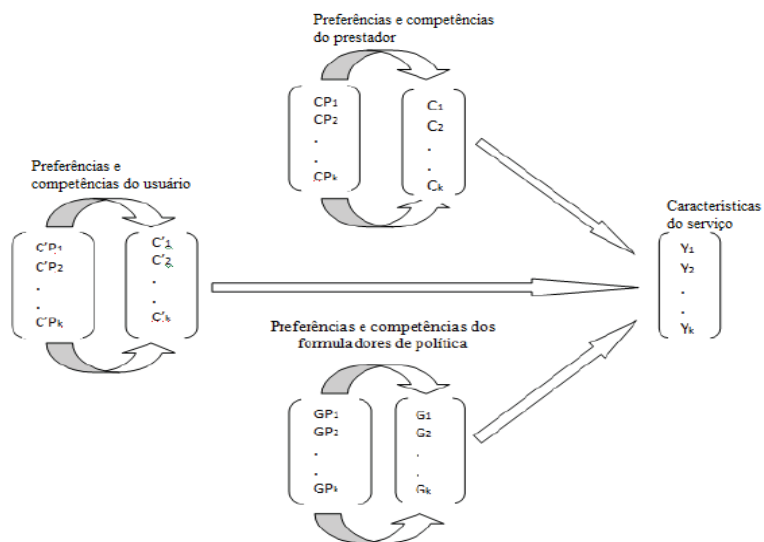 Preferências e competências
do prestador
CP1
CP2
.
.
CPk
C1
C2
.
.
Ck
Preferências e
competências do usuário
C'P1
C'P2
.
.
C'Pk
C'1
C'2
.
.
C'k
Características
do serviço
Y1
Y2
.
.
Yk
Preferências e competências dos
formuladores de política
GP1
GP2
.
.
GPk
G1
G2
.
.
Gk